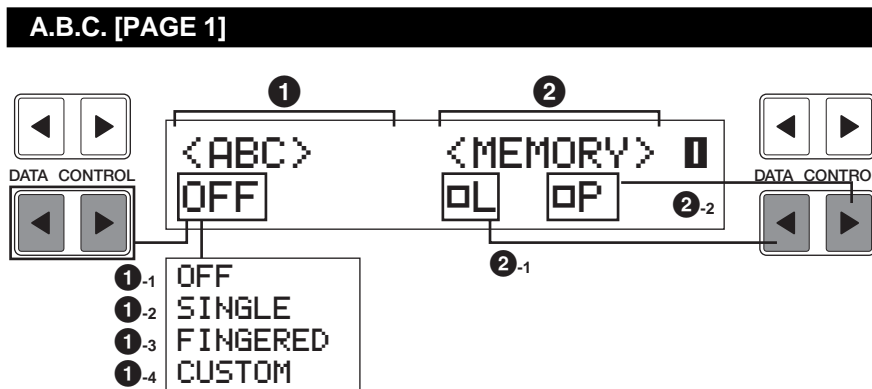 A.B.C. [PAGE 1]
1 2
<ABC> <MEMORY> 1
DATA CONTROL DATA CONTRO
OFF L P 2-2
2-1
1-1 OFF
1-2 SINGLE
1-3 FINGERED
1-4 CUSTOM